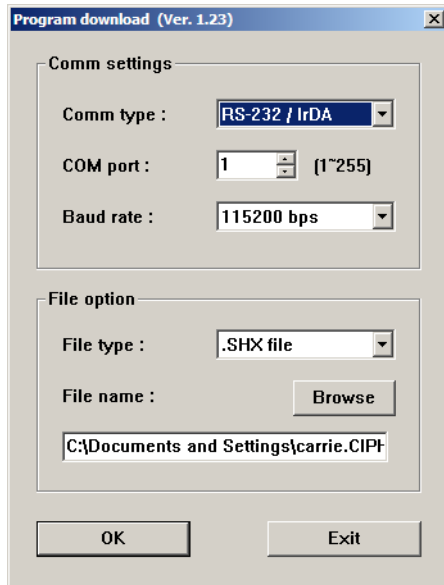 Program download (Ver. 1.23)
Comm settings
Comm type : RS-232 / IrDA
COM port : 1 (1~255)
Baud rate : 115200 bps
File option
File type : .SHX file
File name : Browse
C:\Documents and Settings\carrie.CIPH
OK Exit